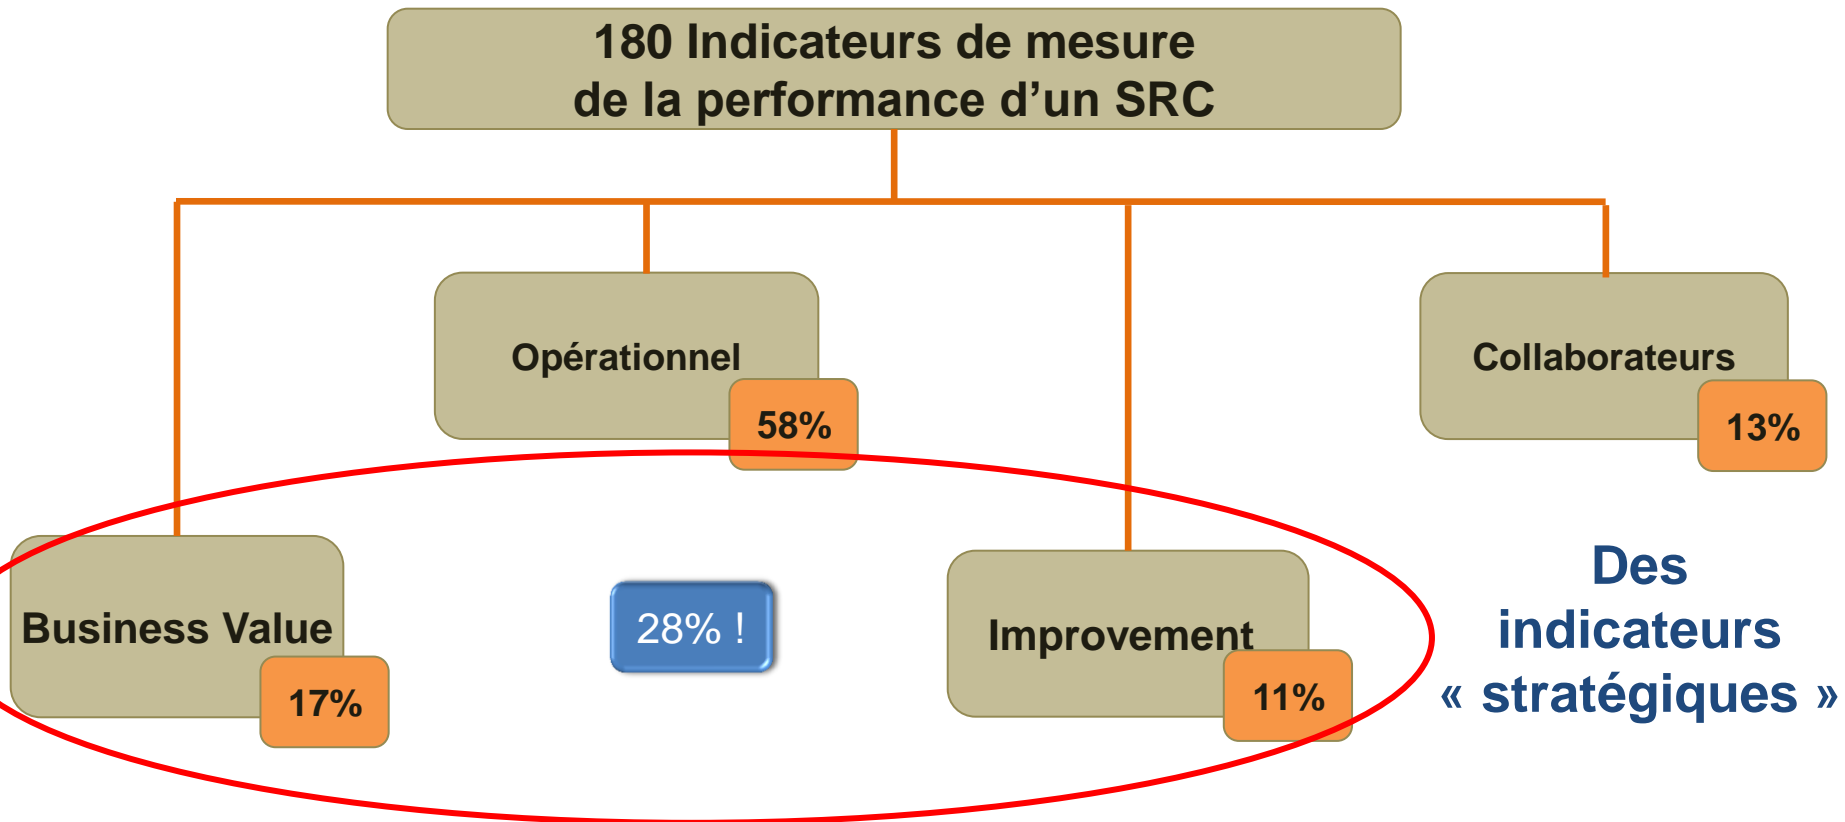 180 Indicateurs de mesure
de la performance d’un SRC
Opérationnel
58%
Collaborateurs
13%
Business Value
17%
28% !
Improvement
11%
Des
indicateurs
« stratégiques »